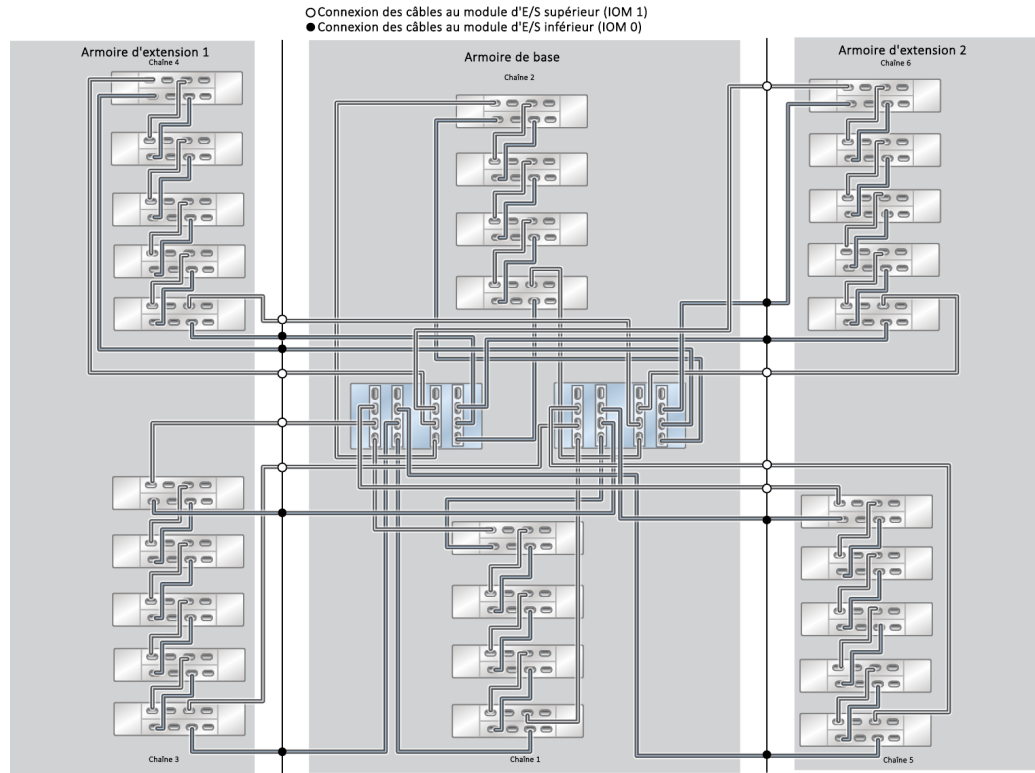 Connexion des câbles au module d'E/S supérieur (IOM 1)
Connexion des câbles au module d'E/S inférieur (IOM 0)
Armoire d'extension 1
Chaîne 4
Armoire de base
Chaîne 2
Armoire d'extension 2
Chaîne 6
Chaîne 3
Chaîne 1
Chaîne 5